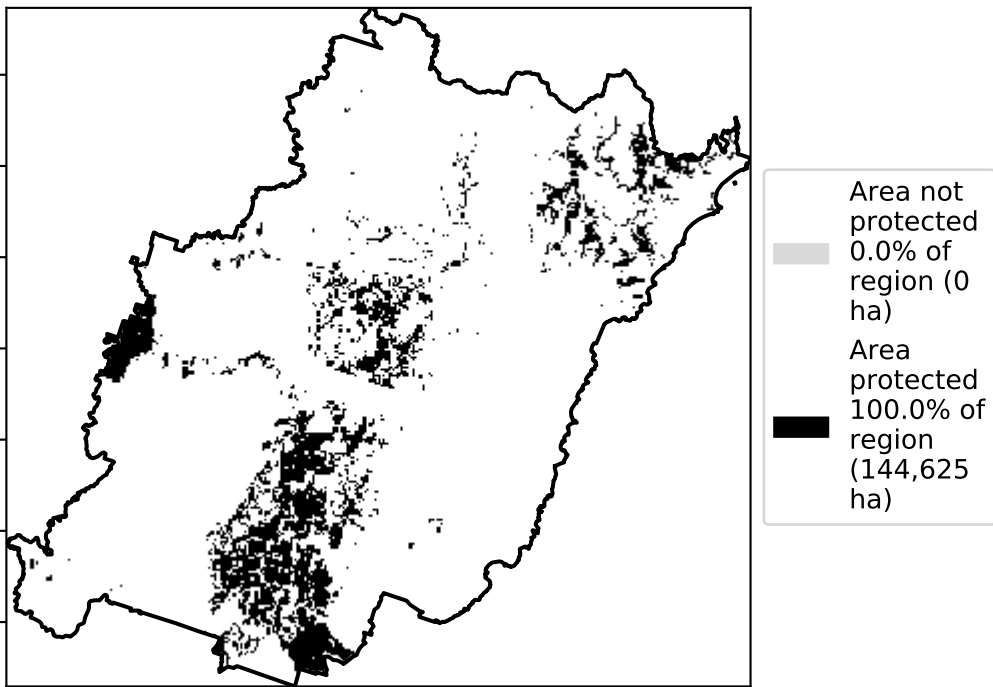 Area not
protected
0.0% of
region (0
ha)
Area
protected
100.0% of
region
(144,625
ha)